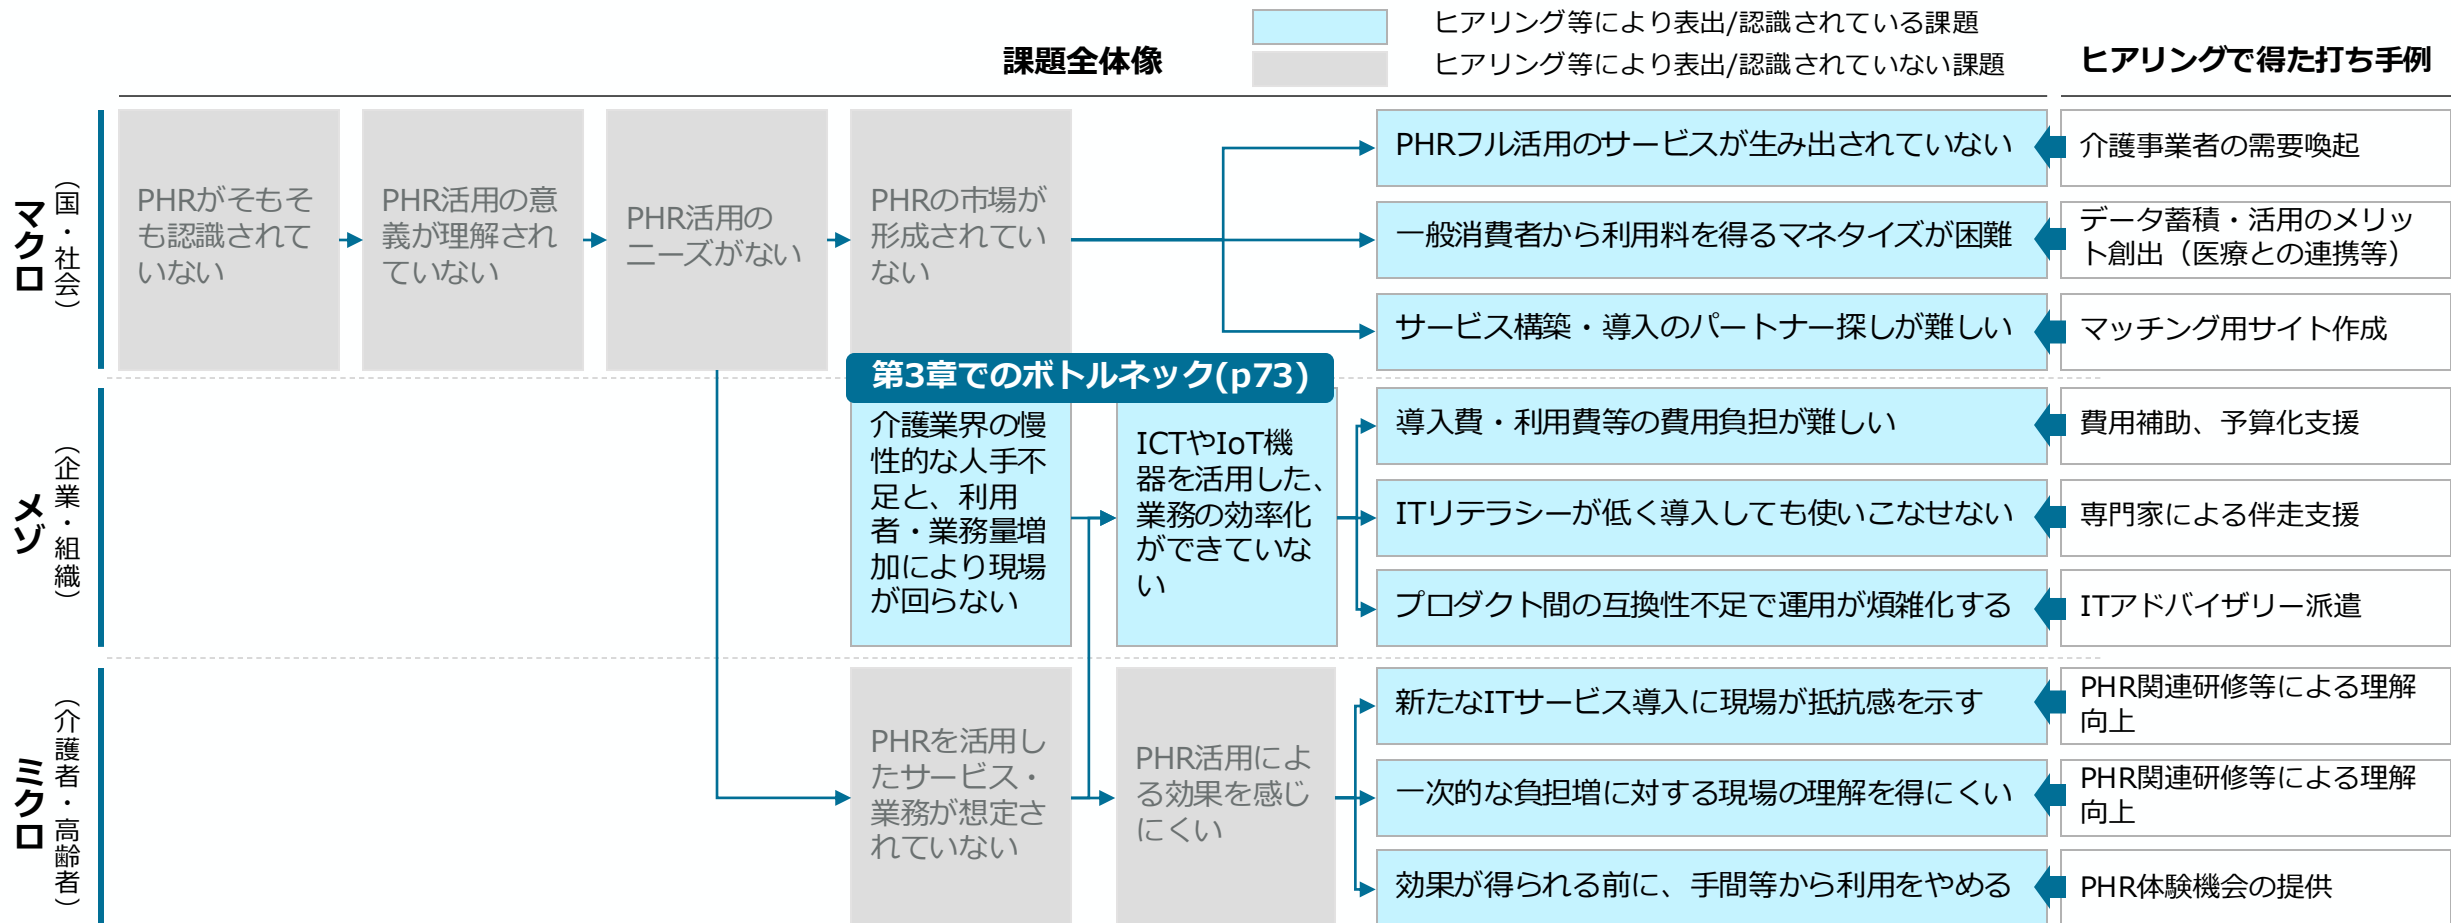 課題全体像
ヒアリング等により表出/認識されている課題
ヒアリング等により表出/認識されていない課題
ヒアリングで得た打ち手例
マクロ
（国・社会）
PHRがそもそ
も認識されて
いない
PHR活用の意
義が理解され
ていない
PHR活用の
ニーズがない
PHRの市場が
形成されてい
ない
PHRフル活用のサービスが生み出されていない
介護事業者の需要喚起
一般消費者から利用料を得るマネタイズが困難
データ蓄積・活用のメリッ
ト創出（医療との連携等）
サービス構築・導入のパートナー探しが難しい
マッチング用サイト作成
第3章でのボトルネック(p73)
メゾ
（企業・組織）
介護業界の慢
性的な人手不
足と、利用
者・業務量増
加により現場
が回らない
ICTやIoT機
器を活用した、
業務の効率化
ができていな
い
導入費・利用費等の費用負担が難しい
費用補助、予算化支援
ITリテラシーが低く導入しても使いこなせない
専門家による伴走支援
プロダクト間の互換性不足で運用が煩雑化する
ITアドバイザリー派遣
ミクロ
（介護者・高齢者）
PHRを活用し
たサービス・
業務が想定さ
れていない
PHR活用によ
る効果を感じ
にくい
新たなITサービス導入に現場が抵抗感を示す
PHR関連研修等による理解
向上
一次的な負担増に対する現場の理解を得にくい
PHR関連研修等による理解
向上
効果が得られる前に、手間等から利用をやめる
PHR体験機会の提供